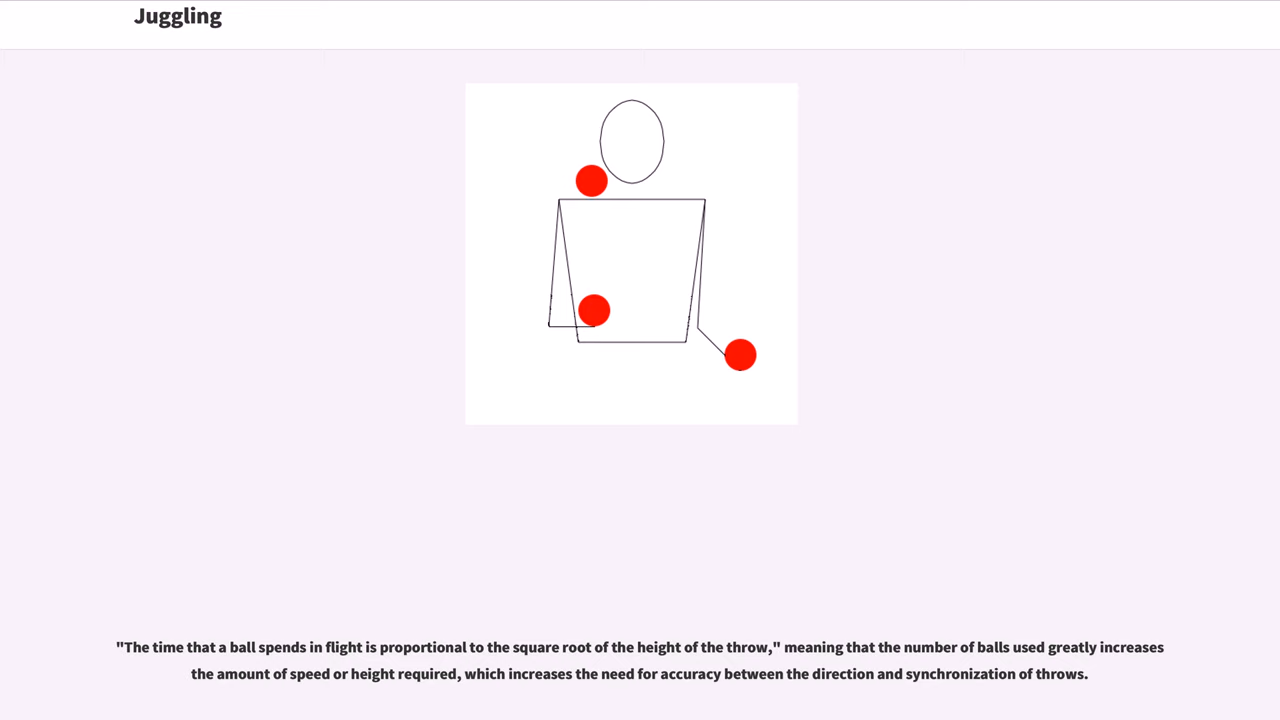 Juggling
"The time that a ball spends in flight is proportional to the square root of the height of the throw," meaning that the number of balls used greatly increases
the amount of speed or height required, which increases the need for accuracy between the direction and synchronization of throws.